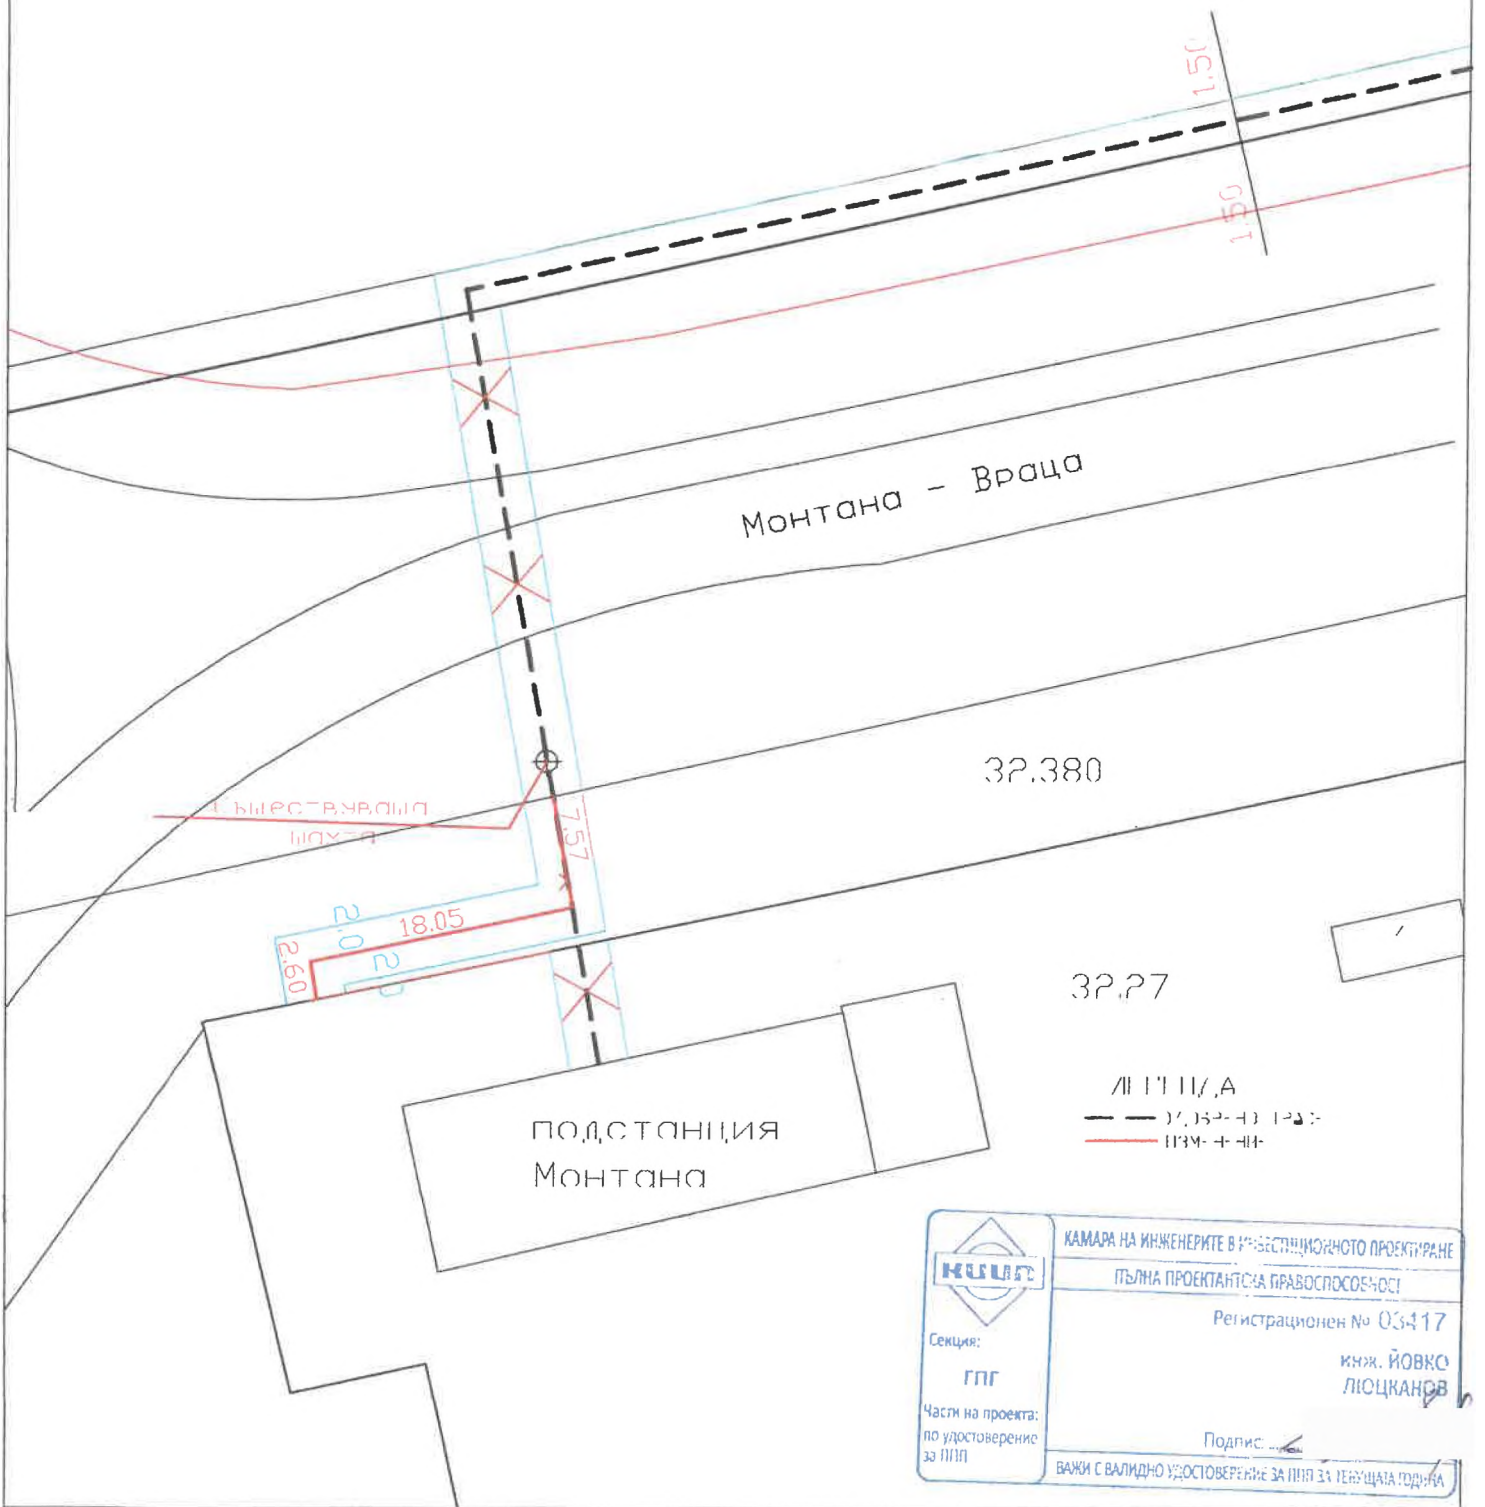 1.50
1.50
Монтана - Враца
32.380
Съществуваща
шахта
7.57
2.0
18.05
2.60
2.0
32.27
ЛЕГЕНДА
подстанция
Монтана
КАМАРА НА ИНЖЕНЕРИТЕ В ИНВЕСТИЦИОННОТО ПРОЕКТИРАНЕ
ПЪЛНА ПРОЕКТАНТСКА ПРАВОСПОСОБНОСТ
КИИП
Регистрационен № 03417
Секция:
ГПГ
инж. ЙОВКО
ЛЮЦКАНОВ
Части на проекта:
по удостоверение
за ППП
Подпис:
ВАЖИ С ВАЛИДНО УДОСТОВЕРЕНИЕ ЗА ППП ЗА ТЕКУЩАТА ГОДИНА